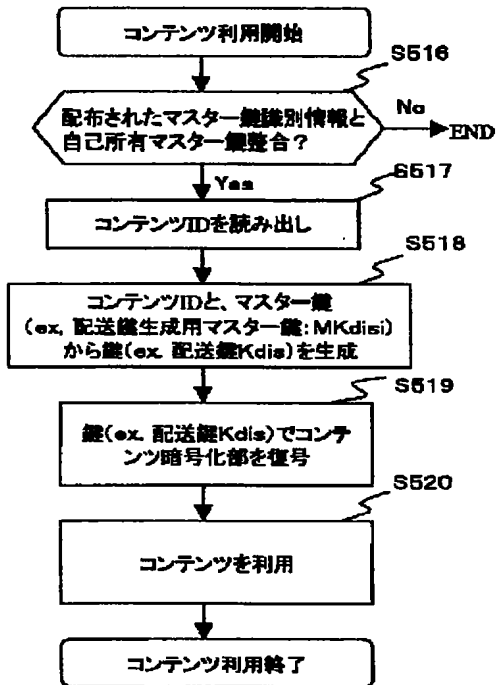 コンテンツ利用開始
S516
配布されたマスター鍵識別情報と
自己所有マスター鍵整合？
No
END
Yes
S517
コンテンツIDを読み出し
S518
コンテンツIDと、マスター鍵
(ex. 配送鍵生成用マスター鍵:MKdisi)
から鍵(ex. 配送鍵Kdis)を生成
S519
鍵(ex. 配送鍵Kdis)でコンテ
ンツ暗号化部を復号
S520
コンテンツを利用
コンテンツ利用終了